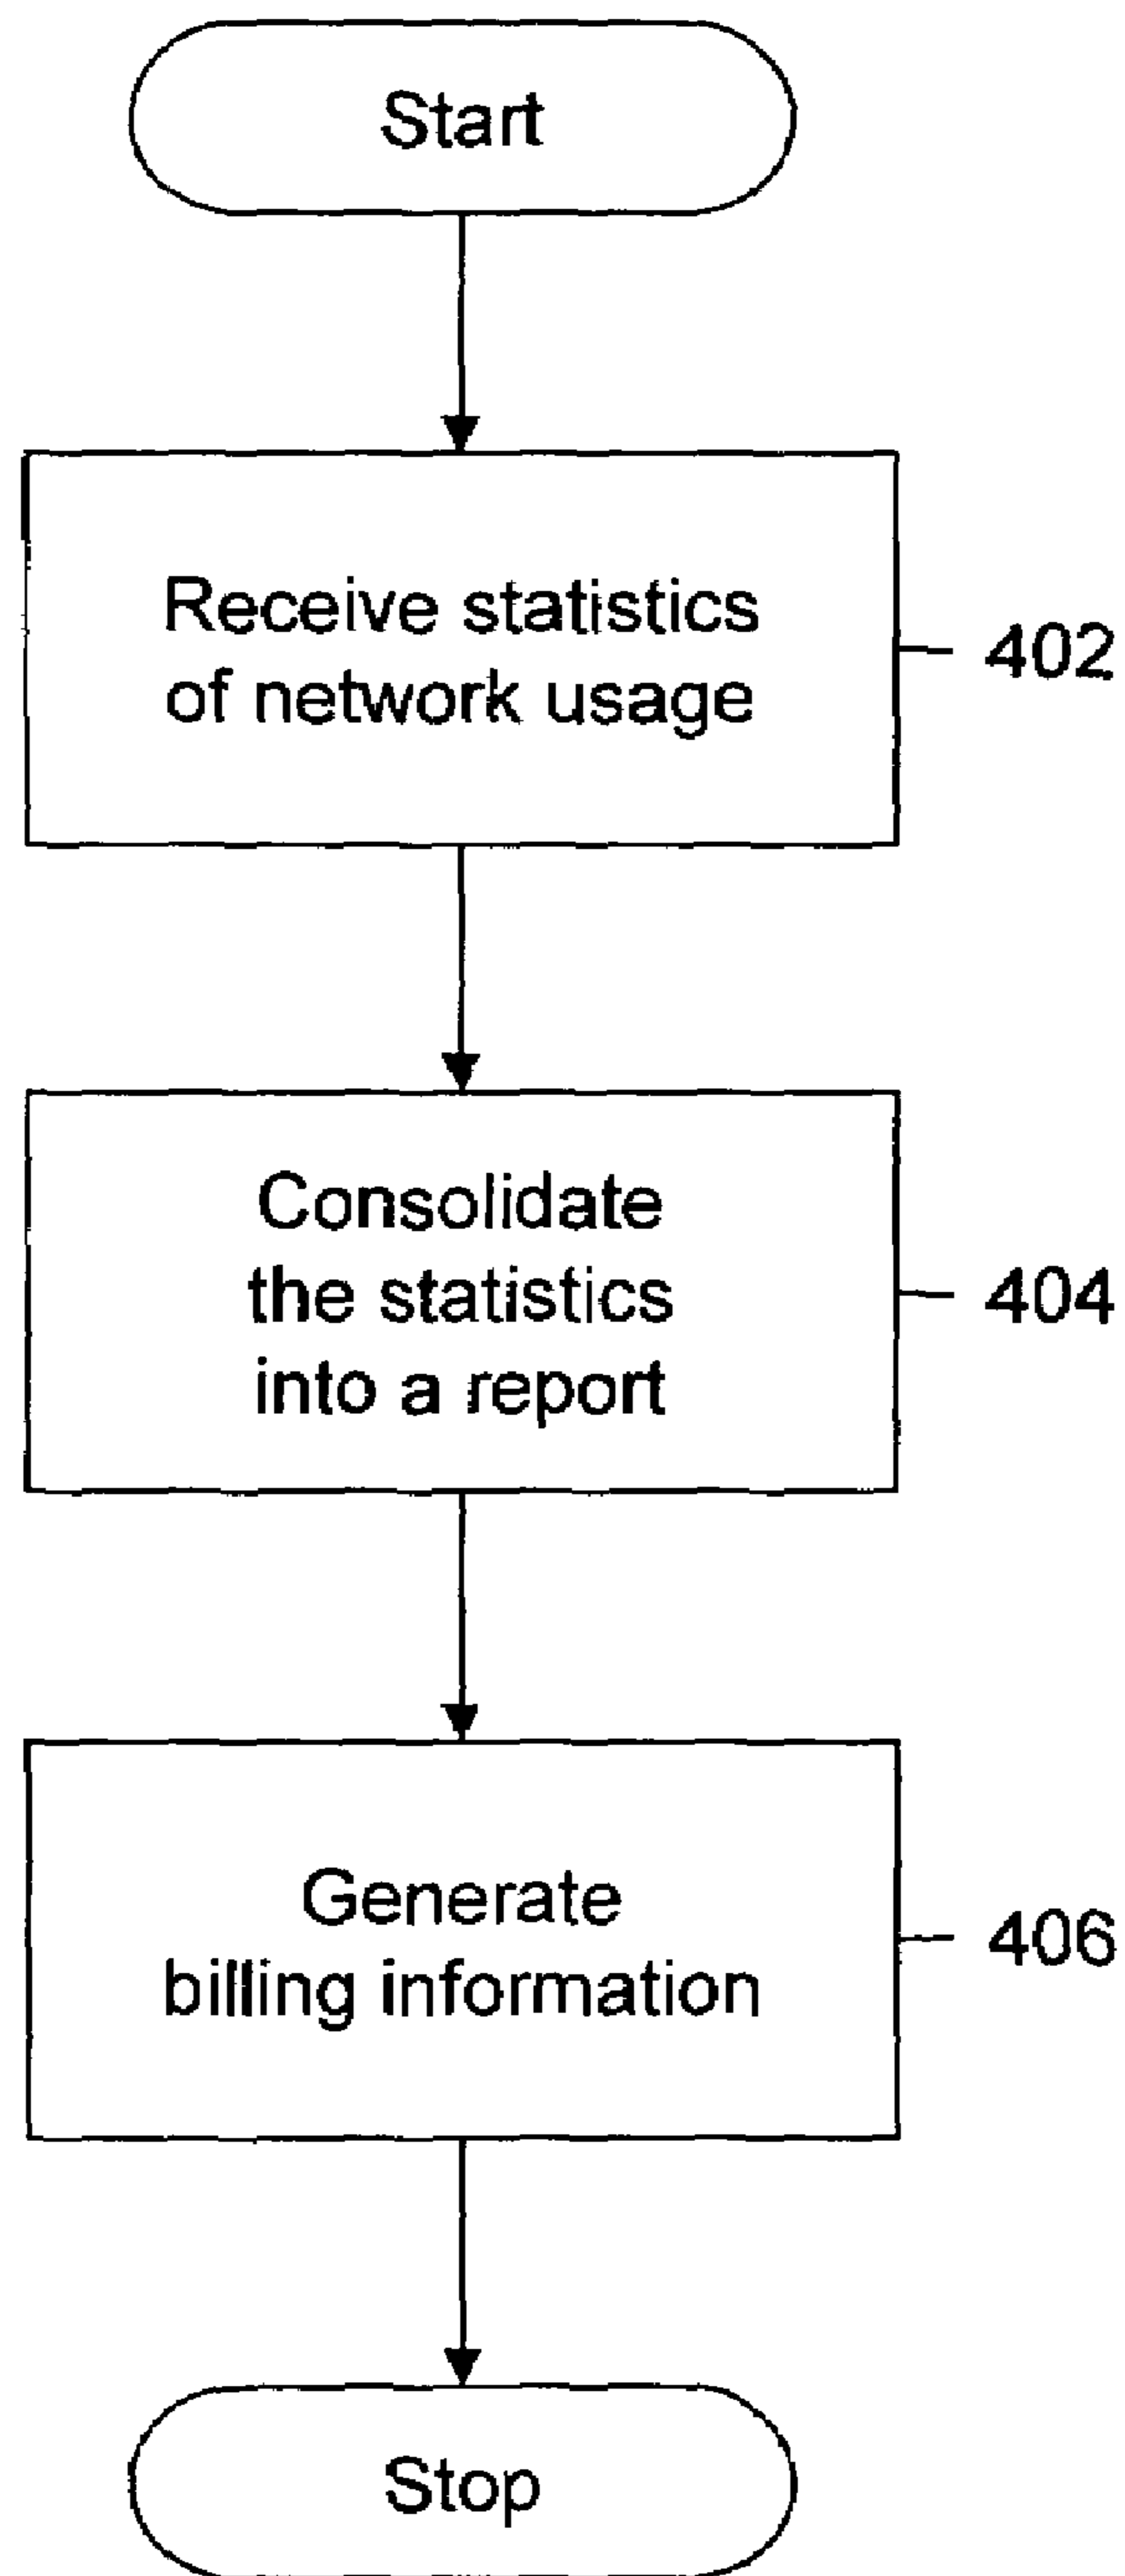 Start
Receive statistics
of network usage
402
Consolidate
the statistics
into a report
404
Generate
billing information
406
Stop